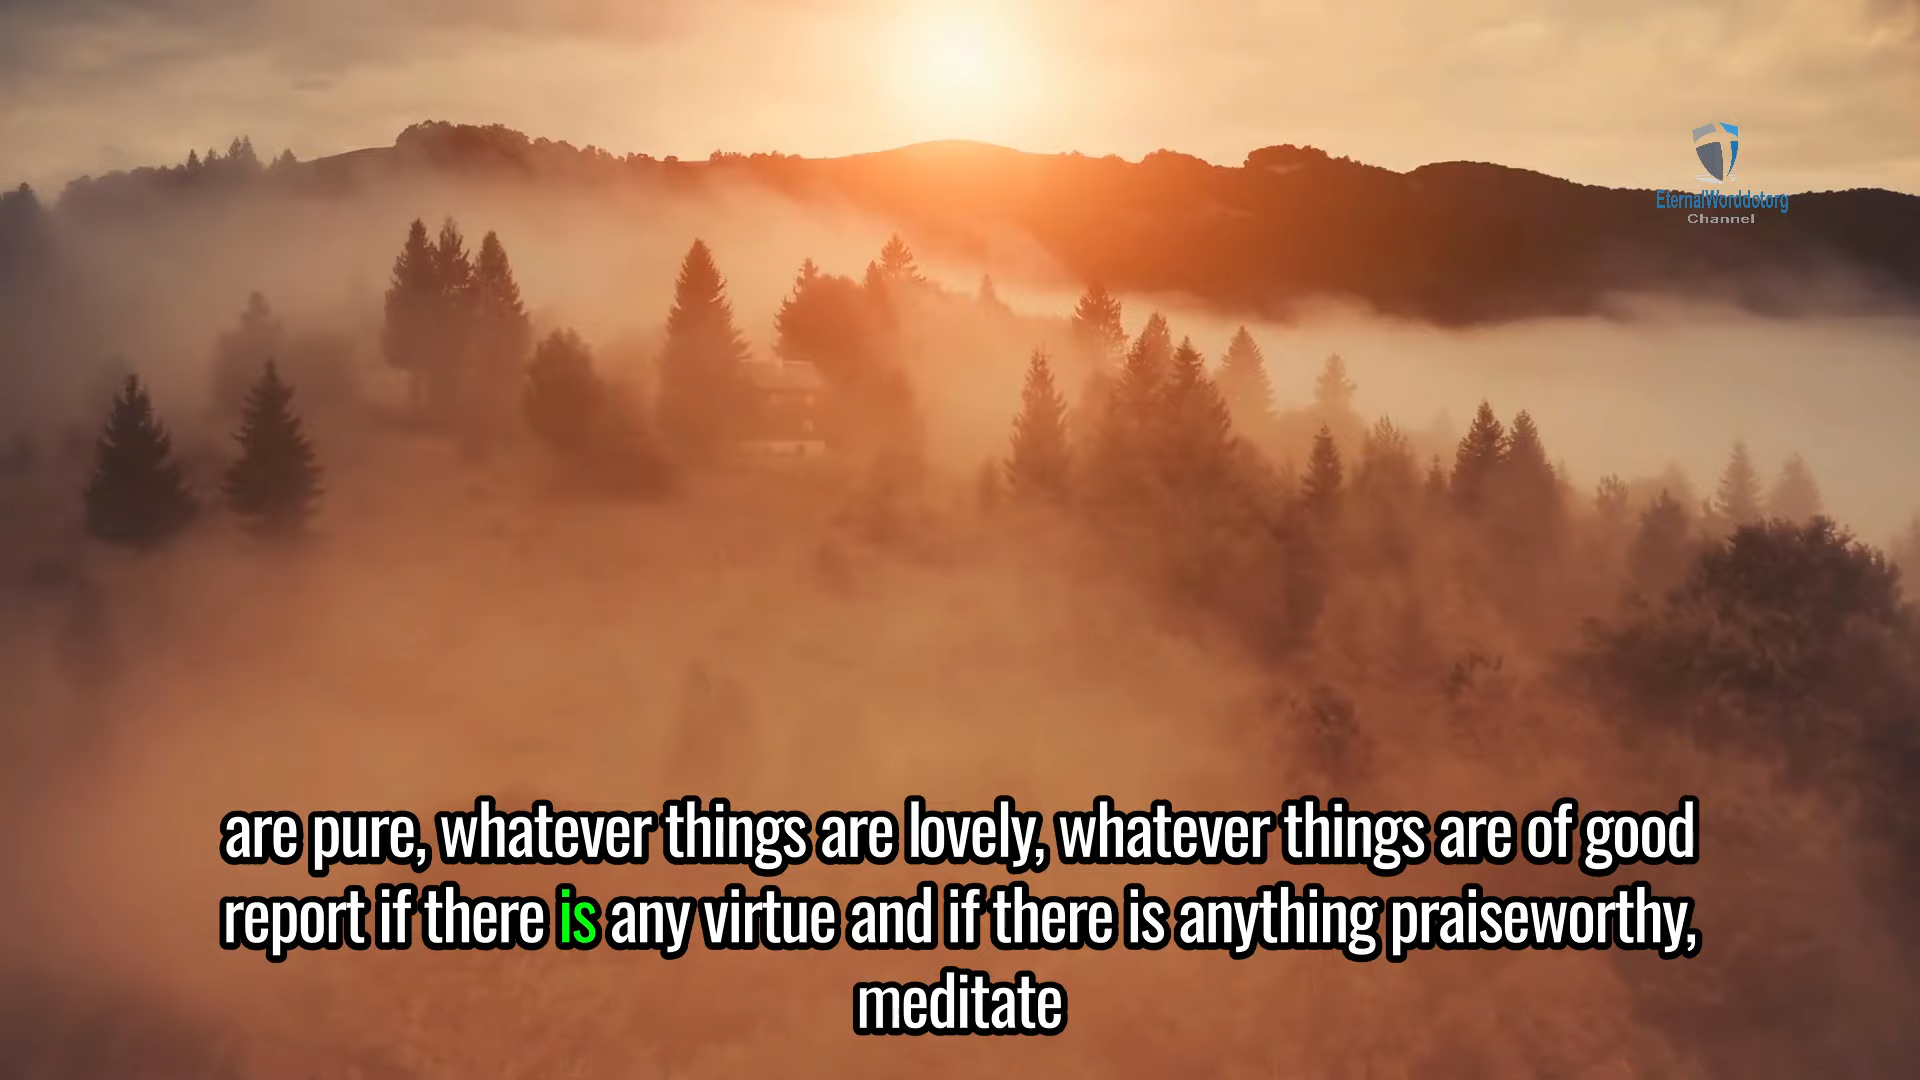 EternalWorddotorg
Channel
are pure, whatever things are lovely, whatever things are of good
report if there is any virtue and if there is anything praiseworthy,
meditate